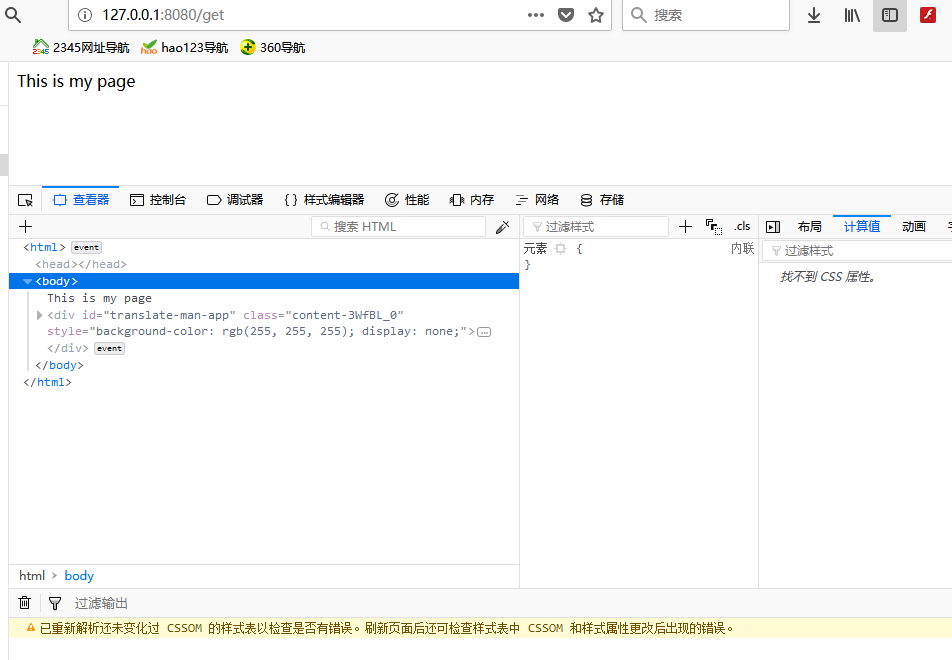 127.0.0.1:8080/get
搜索
2345网址导航 hao123导航 360导航
This is my page
查看器 控制台 调试器 {} 样式编辑器 性能 内存 网络 存储
+ 搜索 HTML 过滤样式 + .cls 布局 计算值 动画
<html> event
<head></head>
<body>
This is my page
<div id="translate-man-app" class="content-3WfBL_0"
style="background-color: rgb(255, 255, 255); display: none;">…
</div> event
</body>
</html>
元素 { 内联
}
过滤样式
找不到 CSS 属性。
html > body
过滤输出
已重新解析还未变化过 CSSOM 的样式表以检查是否有错误。刷新页面后还可检查样式表中 CSSOM 和样式属性更改后出现的错误。